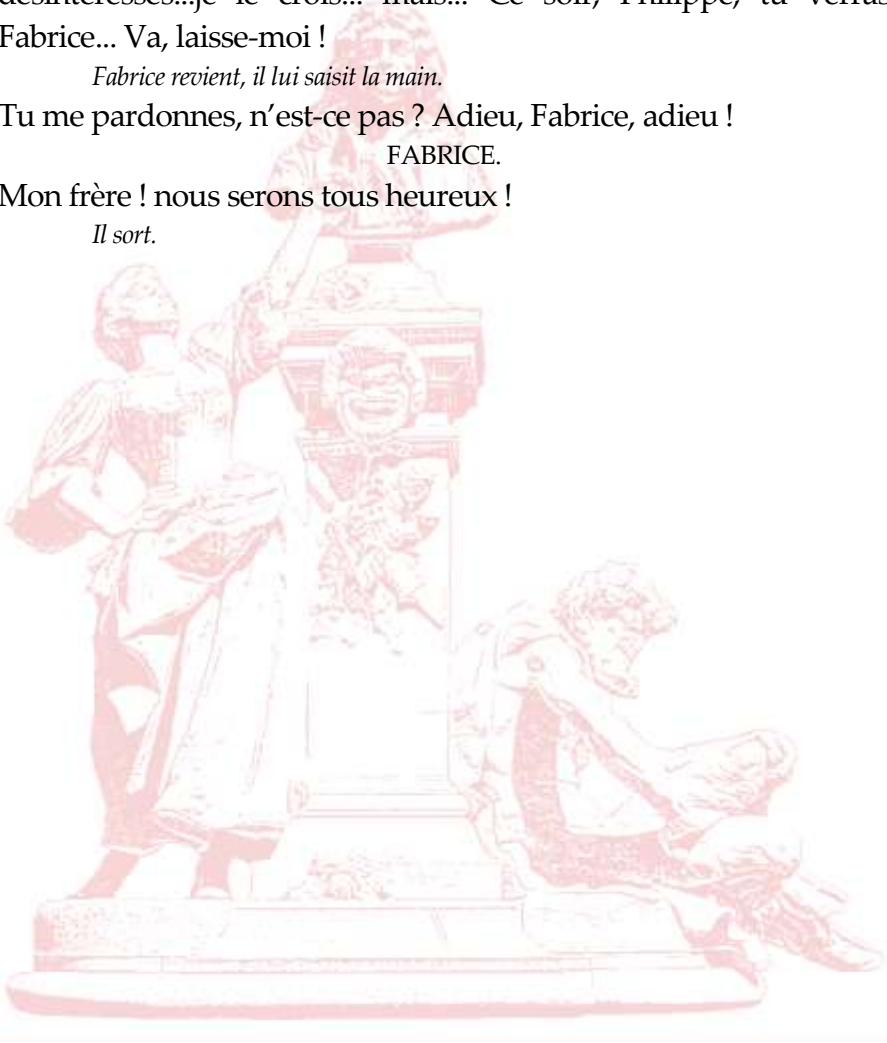 désintéressés...je le crois... mais... Ce soir, Philippe, tu verras
Fabrice... Va, laisse-moi !
Fabrice revient, il lui saisit la main.
Tu me pardonnes, n’est-ce pas ? Adieu, Fabrice, adieu !
FABRICE.
Mon frère ! nous serons tous heureux !
Il sort.